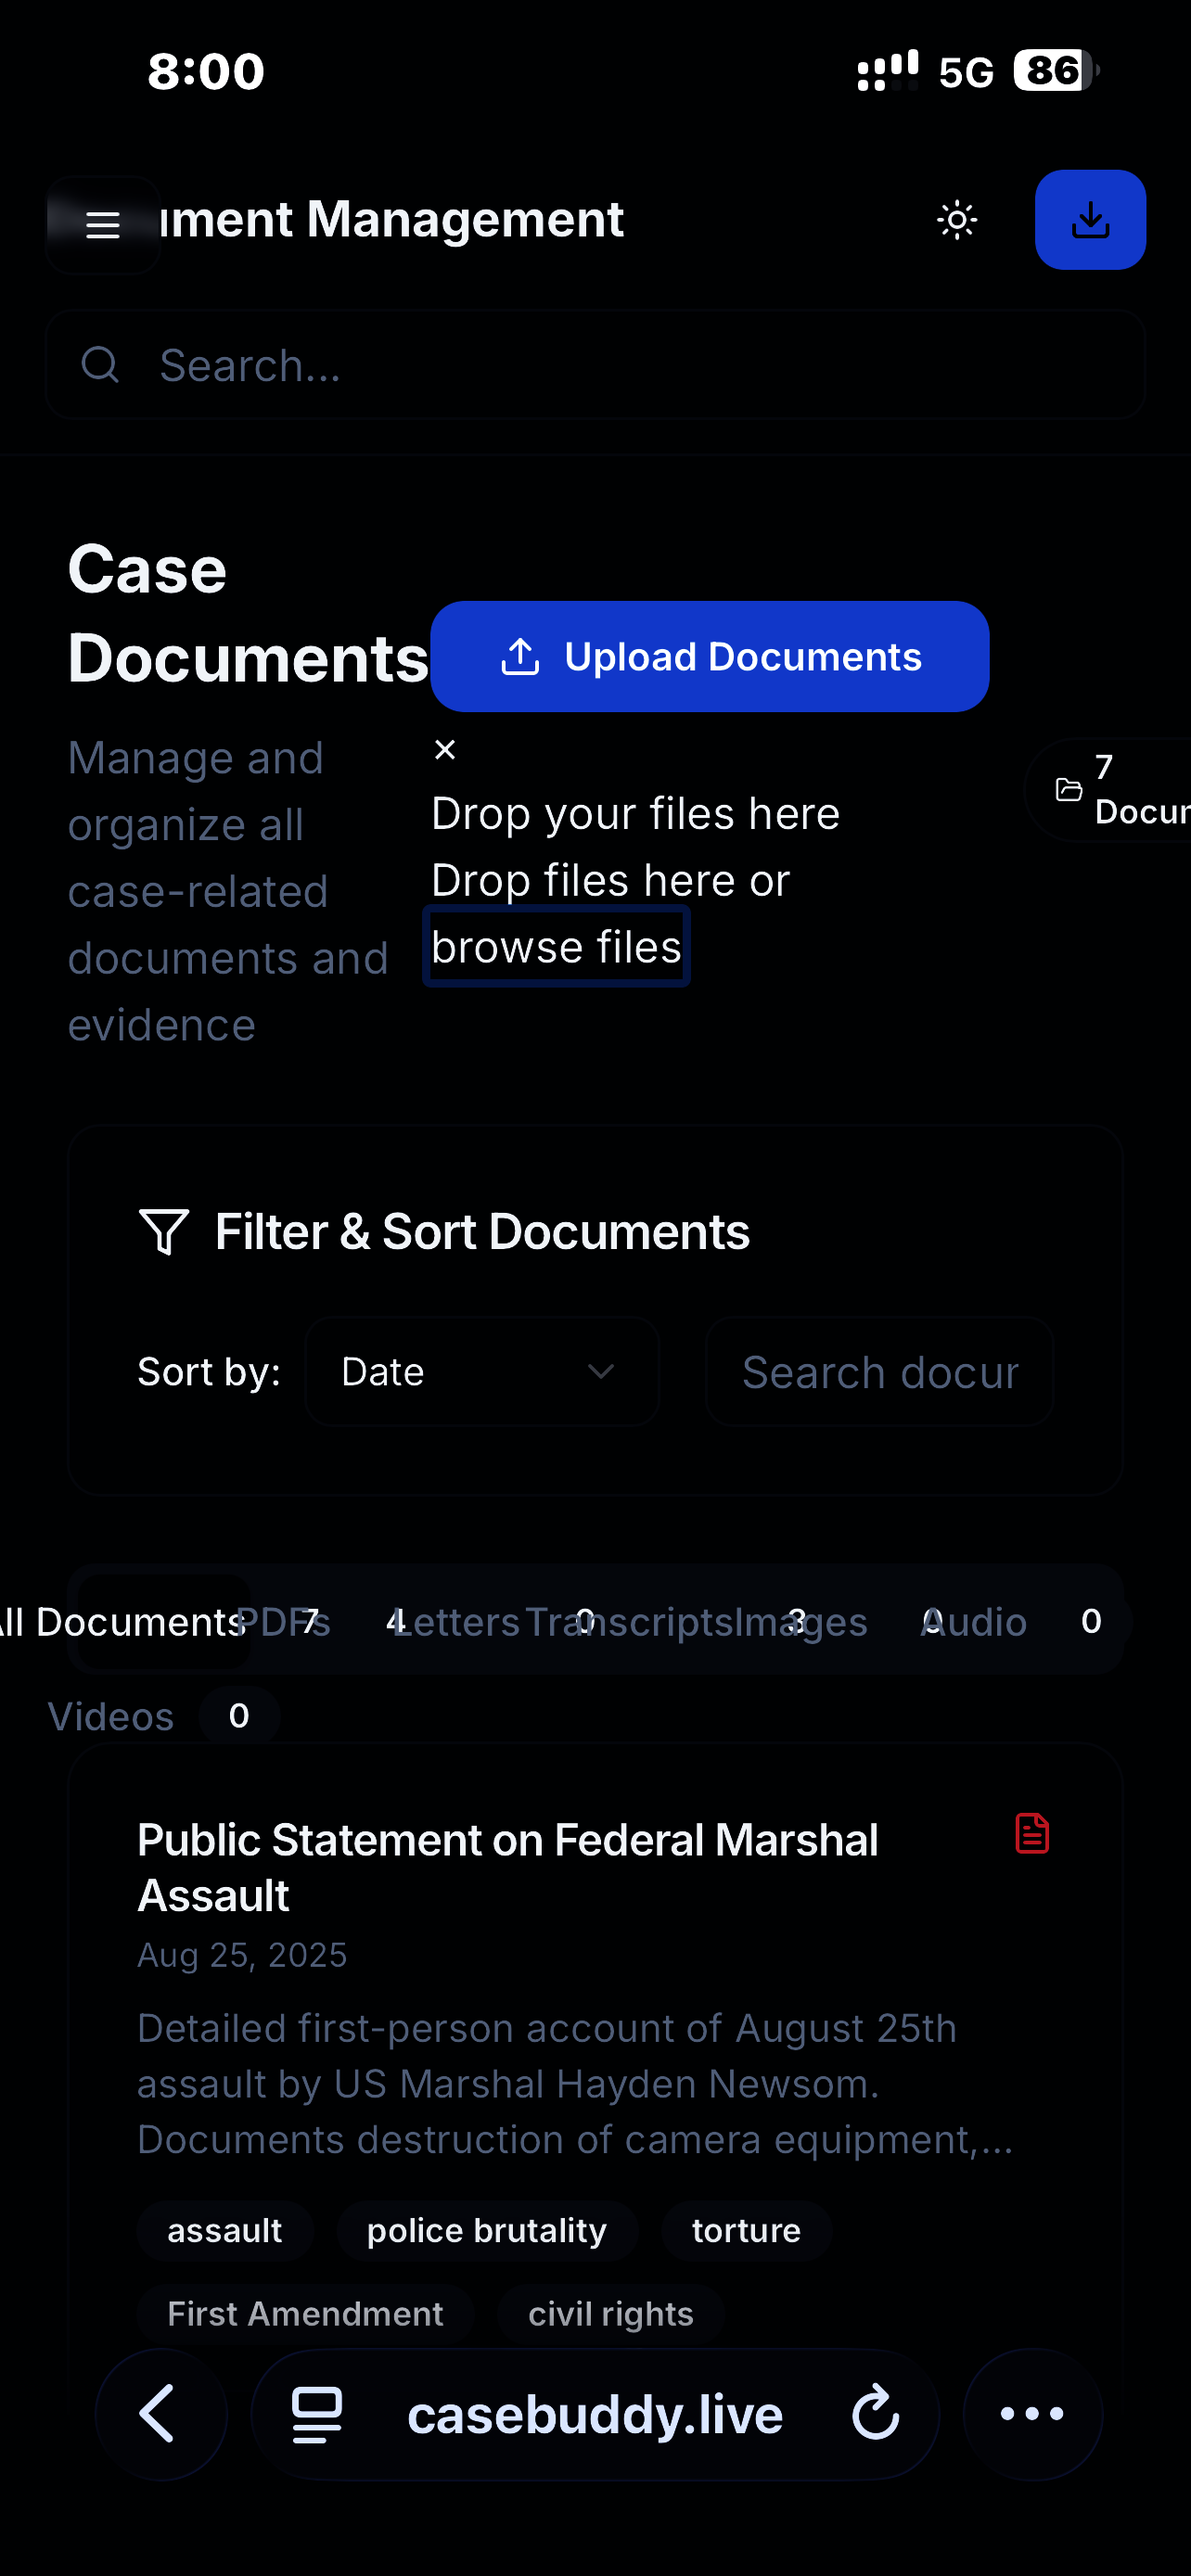 8:00
5G 86
ument Management
Search...
Case
Documents
Upload Documents
Manage and
organize all
case-related
documents and
evidence
×
Drop your files here
Drop files here or
browse files
7
Docum
Filter & Sort Documents
Sort by:
Date
Search docur
ll Documents 7
PDFs 4
Letters 0
Transcripts 3
Images 0
Audio 0
Videos 0
Public Statement on Federal Marshal
Assault
Aug 25, 2025
Detailed first-person account of August 25th
assault by US Marshal Hayden Newsom.
Documents destruction of camera equipment,...
assault
police brutality
torture
First Amendment
civil rights
casebuddy.live